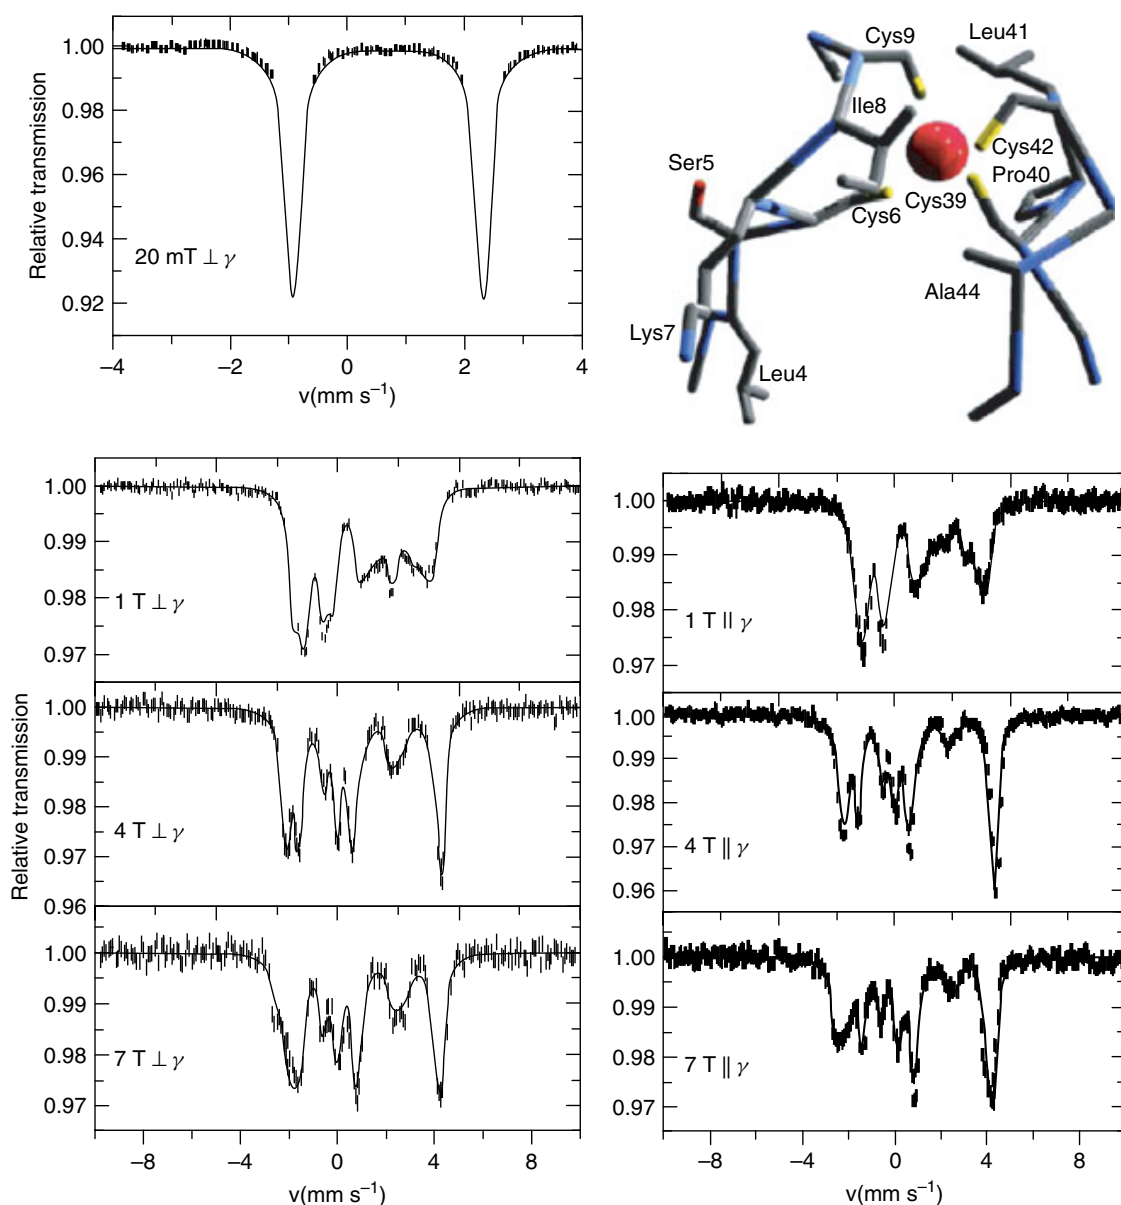 Relative transmission
1.00
0.98
0.96
0.94
0.92
20 mT ⊥ γ
−4
−2
0
2
4
v(mm s⁻¹)
Cys9
Leu41
Ile8
Cys42
Pro40
Ser5
Cys6
Cys39
Ala44
Lys7
Leu4
Relative transmission
1.00
0.99
0.98
0.97
1 T ⊥ γ
1.00
0.99
0.98
0.97
0.96
4 T ⊥ γ
1.00
0.99
0.98
0.97
7 T ⊥ γ
−8
−4
0
4
8
v(mm s⁻¹)
1.00
0.99
0.98
0.97
1 T || γ
1.00
0.99
0.98
0.97
0.96
4 T || γ
1.00
0.99
0.98
0.97
7 T || γ
−8
−4
0
4
8
v(mm s⁻¹)